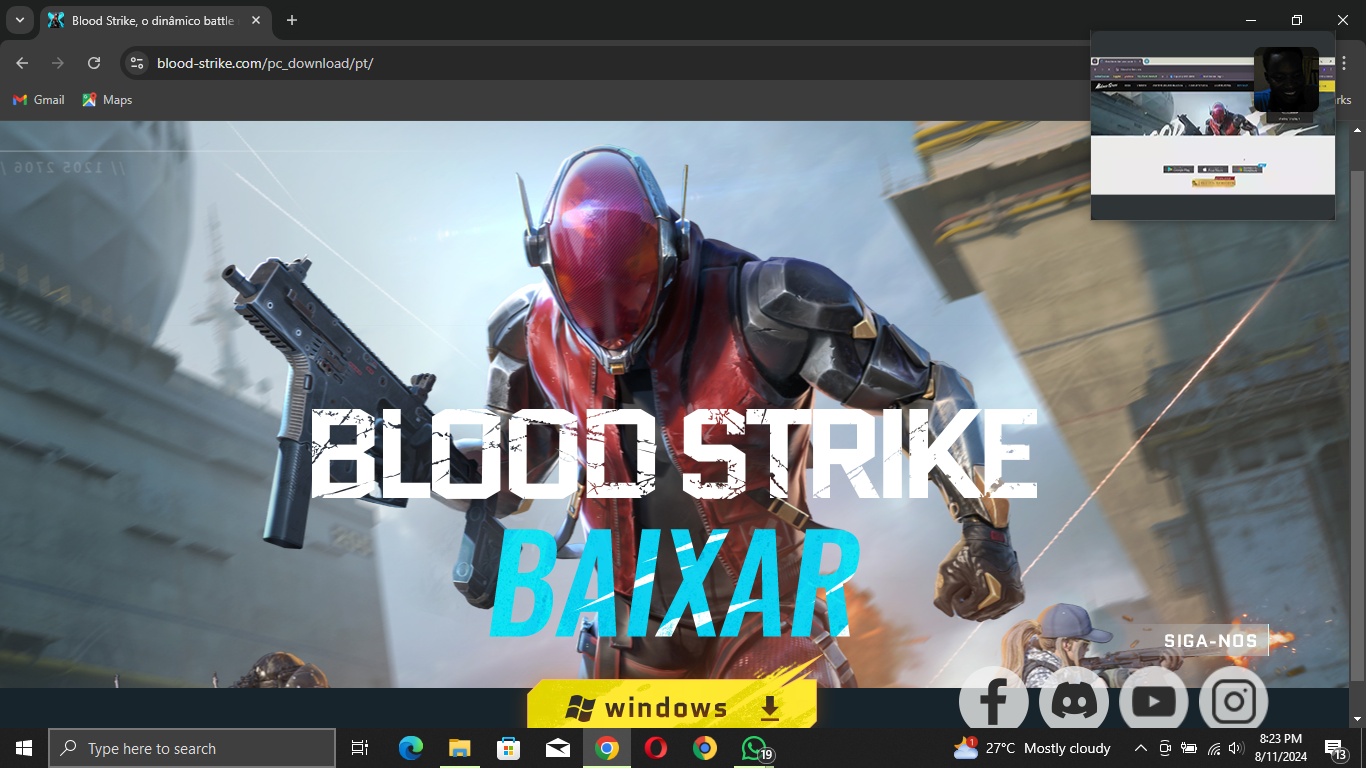 Blood Strike, o dinâmico battle
blood-strike.com/pc_download/pt/
Gmail
Maps
rks
// 1205 2706 /
BLOOD STRIKE
BAIXAR
SIGA-NOS
windows
Type here to search
19
1
27°C Mostly cloudy
8:23 PM
8/11/2024
13